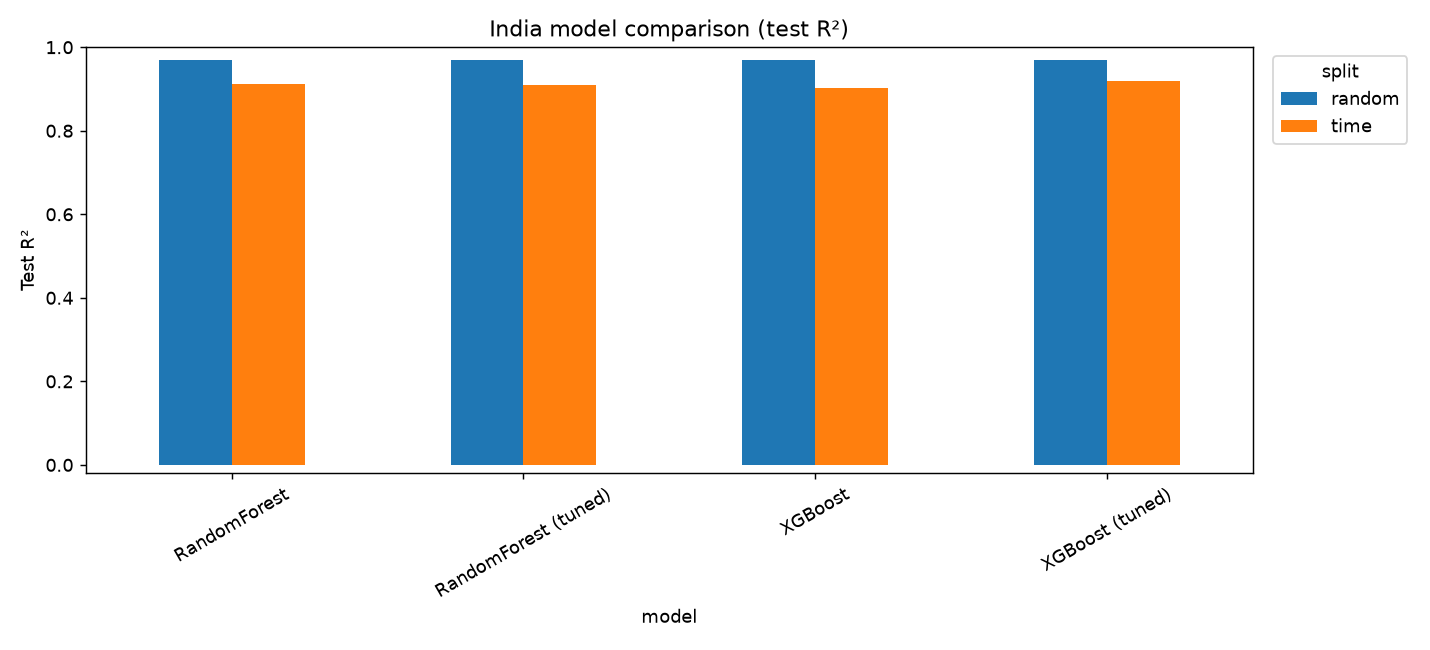 India model comparison (test R²)
Test R²
1.0
0.8
0.6
0.4
0.2
0.0
RandomForest
RandomForest (tuned)
XGBoost
XGBoost (tuned)
model
split
random
time